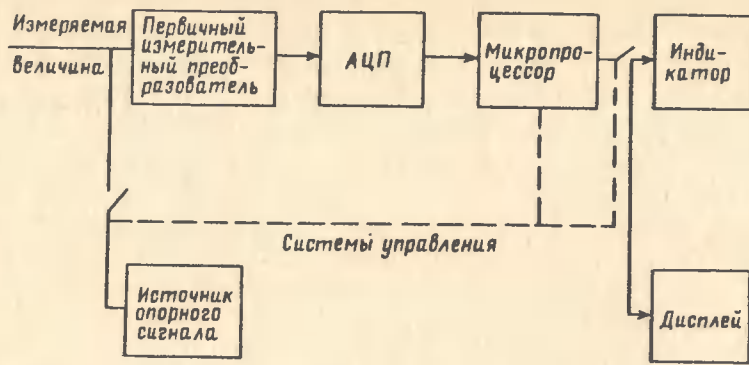 Измеряемая
величина
Первичный
измеритель-
ный преоб-
разователь
АЦП
Микропро-
цессор
Инди-
катор
Системы управления
Источник
опорного
сигнала
Дисплей